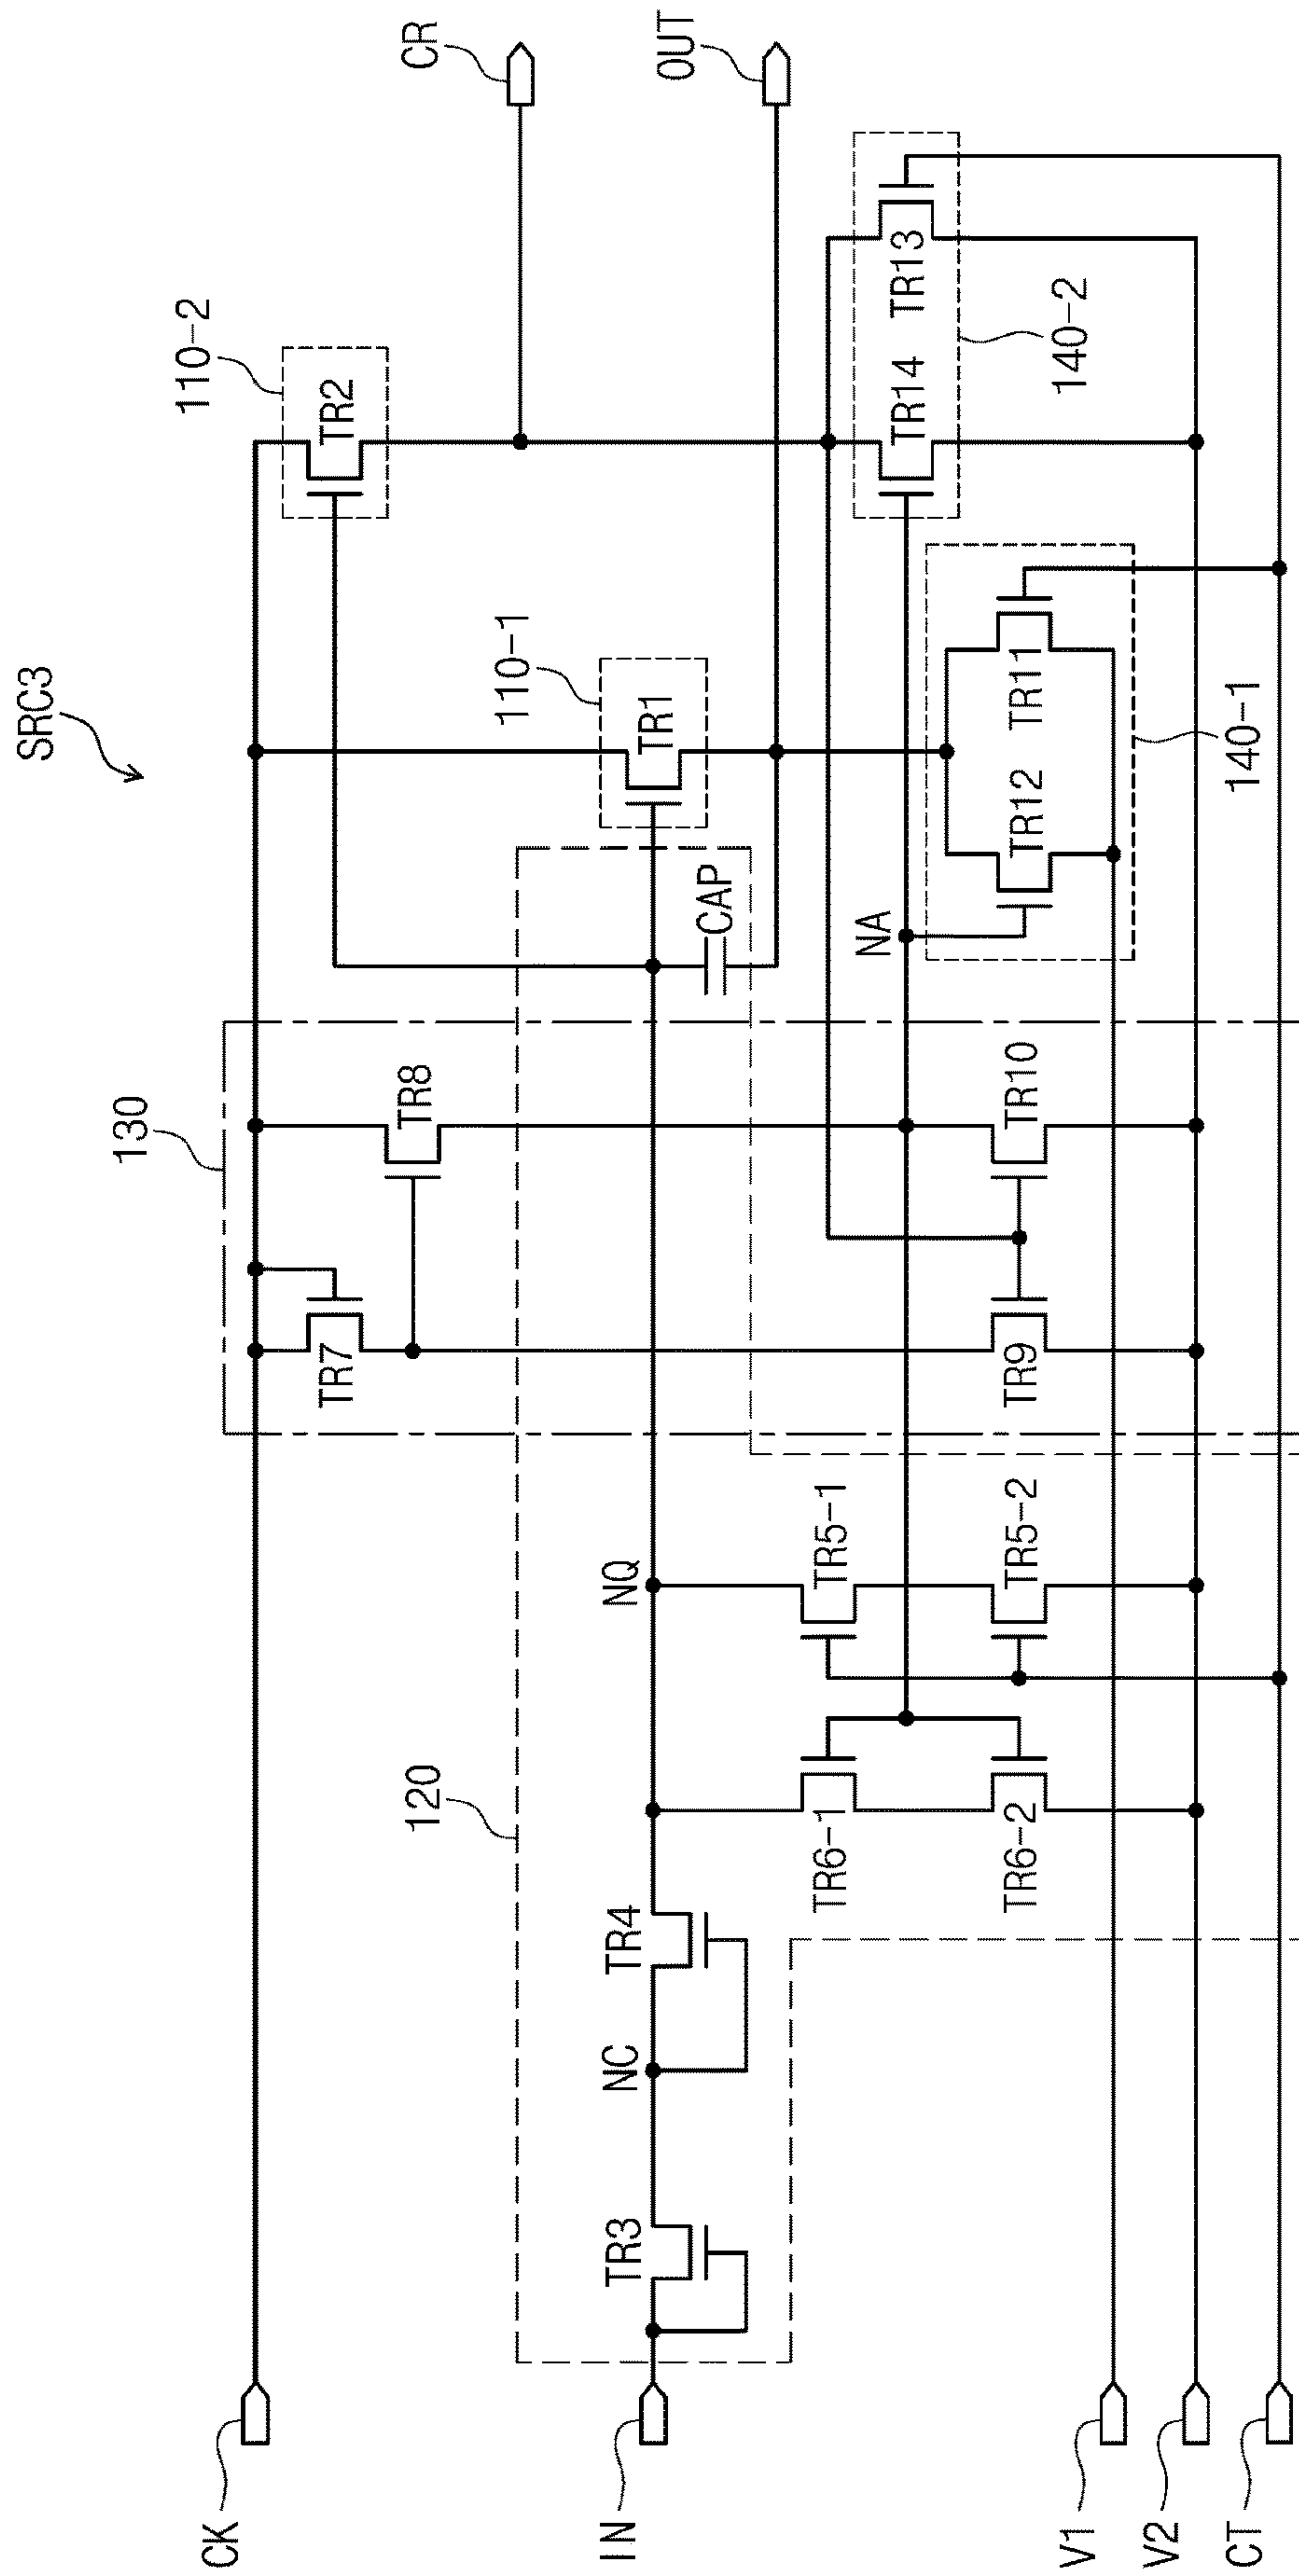 SRC3
110-2
TR2
CR
OUT
110-1
TR1
130
TR7
TR8
CAP
NA
TR14
TR13
140-2
TR12
TR11
140-1
TR9
TR10
120
NQ
TR5-1
TR5-2
TR6-1
TR6-2
TR3
NC
TR4
CK
IN
V1
V2
CT